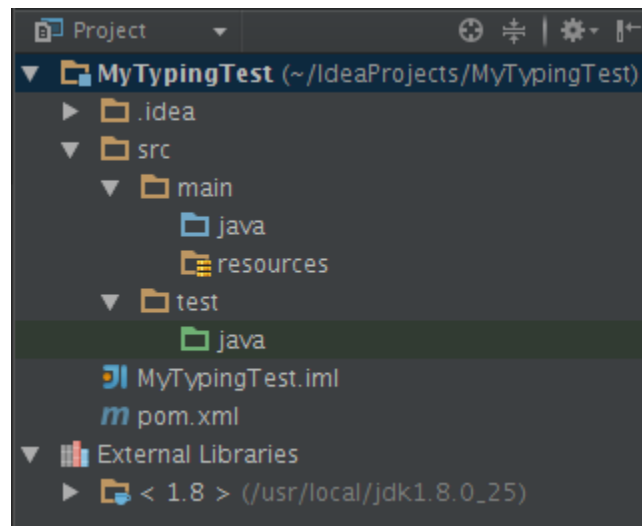 Project
MyTypingTest (~/IdeaProjects/MyTypingTest)
.idea
src
main
java
resources
test
java
MyTypingTest.iml
pom.xml
External Libraries
< 1.8 > (/usr/local/jdk1.8.0_25)